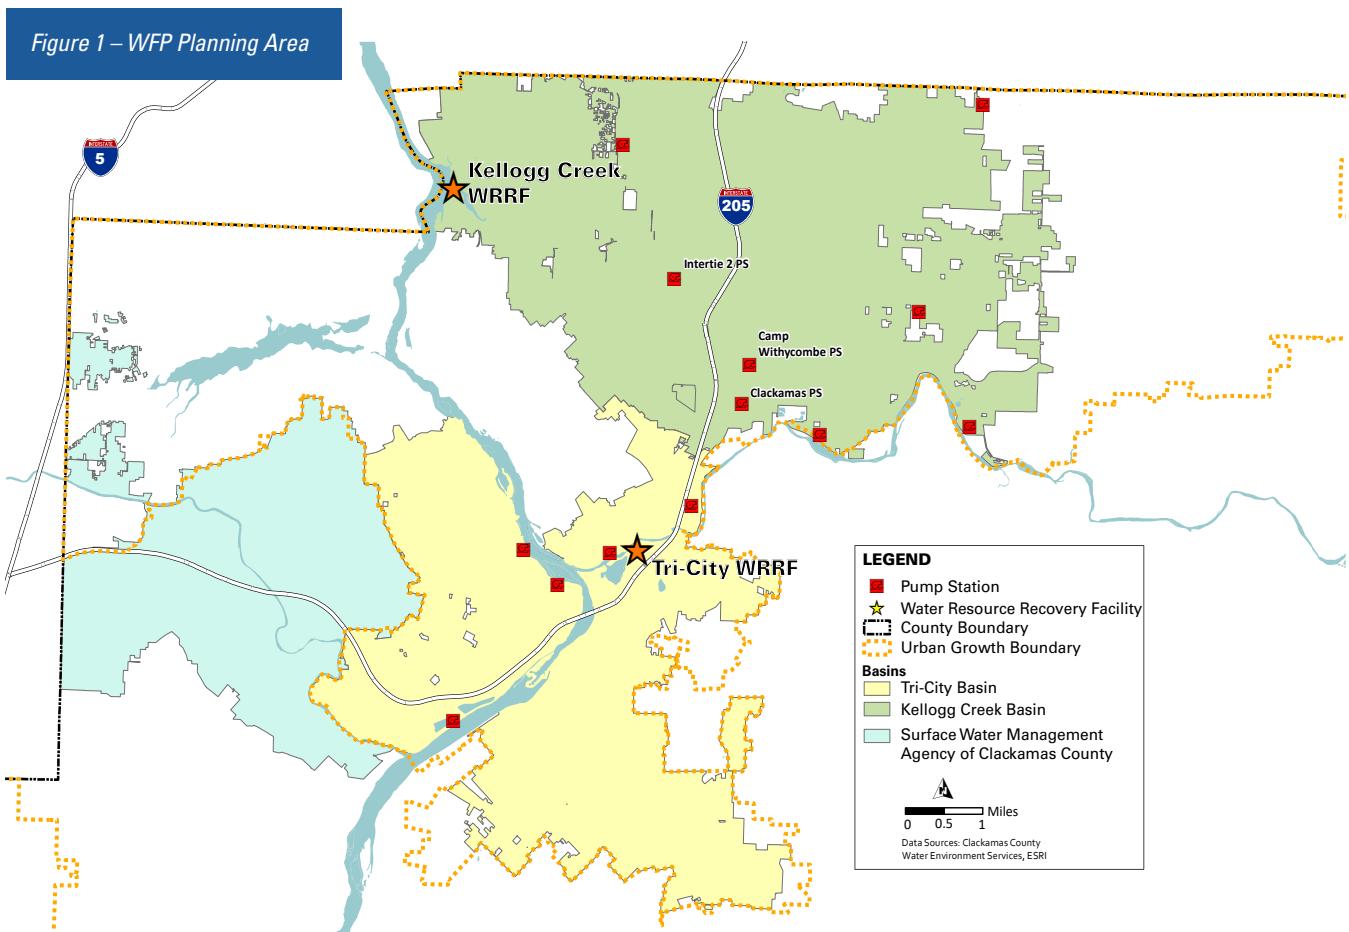 Figure 1 – WFP Planning Area
INTERSTATE
5
Kellogg Creek
WRRF
INTERSTATE
205
Intertie 2 PS
Camp
Withycombe PS
Clackamas PS
Tri-City WRRF
LEGEND
Pump Station
Water Resource Recovery Facility
County Boundary
Urban Growth Boundary
Basins
Tri-City Basin
Kellogg Creek Basin
Surface Water Management
Agency of Clackamas County
Miles
0 0.5 1
Data Sources: Clackamas County
Water Environment Services, ESRI